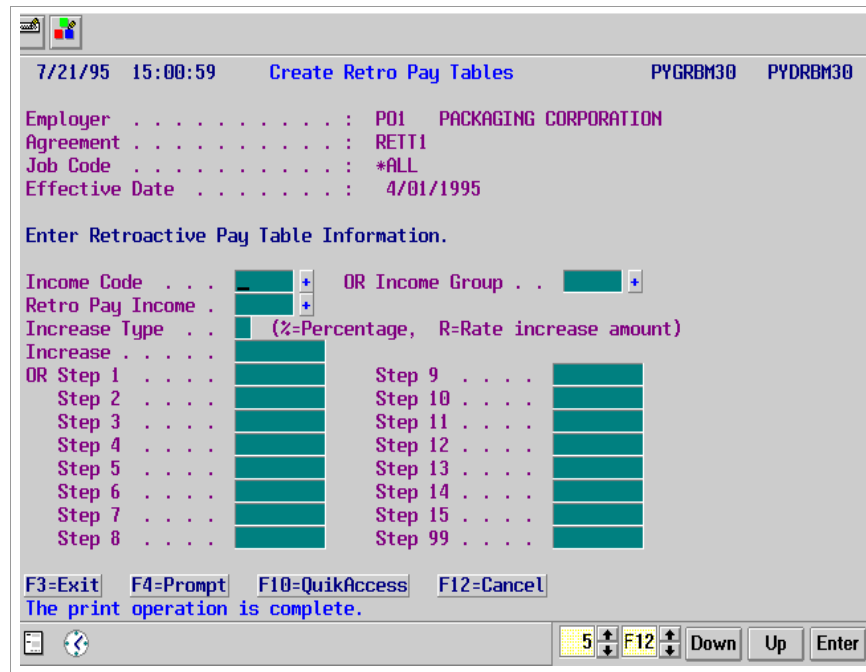 7/21/95 15:00:59 Create Retro Pay Tables PYGRBM30 PYDRBM30
Employer . . . . . . . . . . . : PO1 PACKAGING CORPORATION
Agreement . . . . . . . . . . . : RETT1
Job Code . . . . . . . . . . . : *ALL
Effective Date . . . . . . . : 4/01/1995
Enter Retroactive Pay Table Information.
Income Code . . . _ + OR Income Group . . +
Retro Pay Income . +
Increase Type . . (%=Percentage, R=Rate increase amount)
Increase . . . . .
OR Step 1 . . . . Step 9 . . . .
Step 2 . . . . Step 10 . . . .
Step 3 . . . . Step 11 . . . .
Step 4 . . . . Step 12 . . . .
Step 5 . . . . Step 13 . . . .
Step 6 . . . . Step 14 . . . .
Step 7 . . . . Step 15 . . . .
Step 8 . . . . Step 99 . . . .
F3=Exit F4=Prompt F10=QuikAccess F12=Cancel
The print operation is complete.
5 F12 Down Up Enter